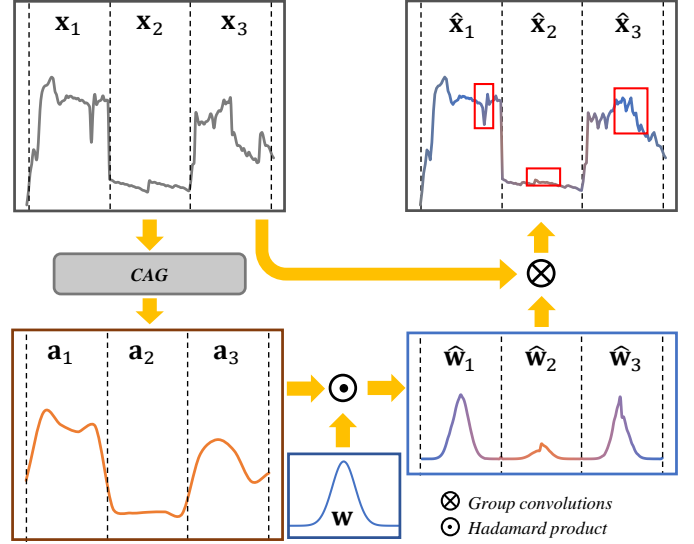 x₁ x₂ x₃
x̂₁ x̂₂ x̂₃
CAG
a₁ a₂ a₃
ŵ₁ ŵ₂ ŵ₃
w
⊗ Group convolutions
⊙ Hadamard product